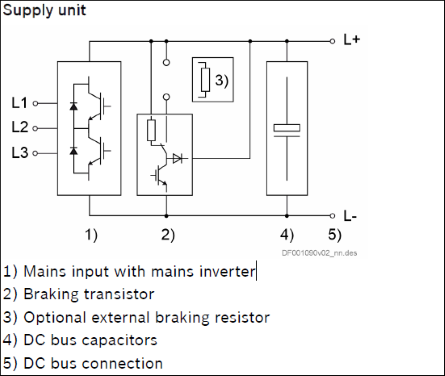 Supply unit
L+
3)
L1
L2
L3
L-
1) 2) 4) 5)
DF001090v02_nn.des
1) Mains input with mains inverter
2) Braking transistor
3) Optional external braking resistor
4) DC bus capacitors
5) DC bus connection